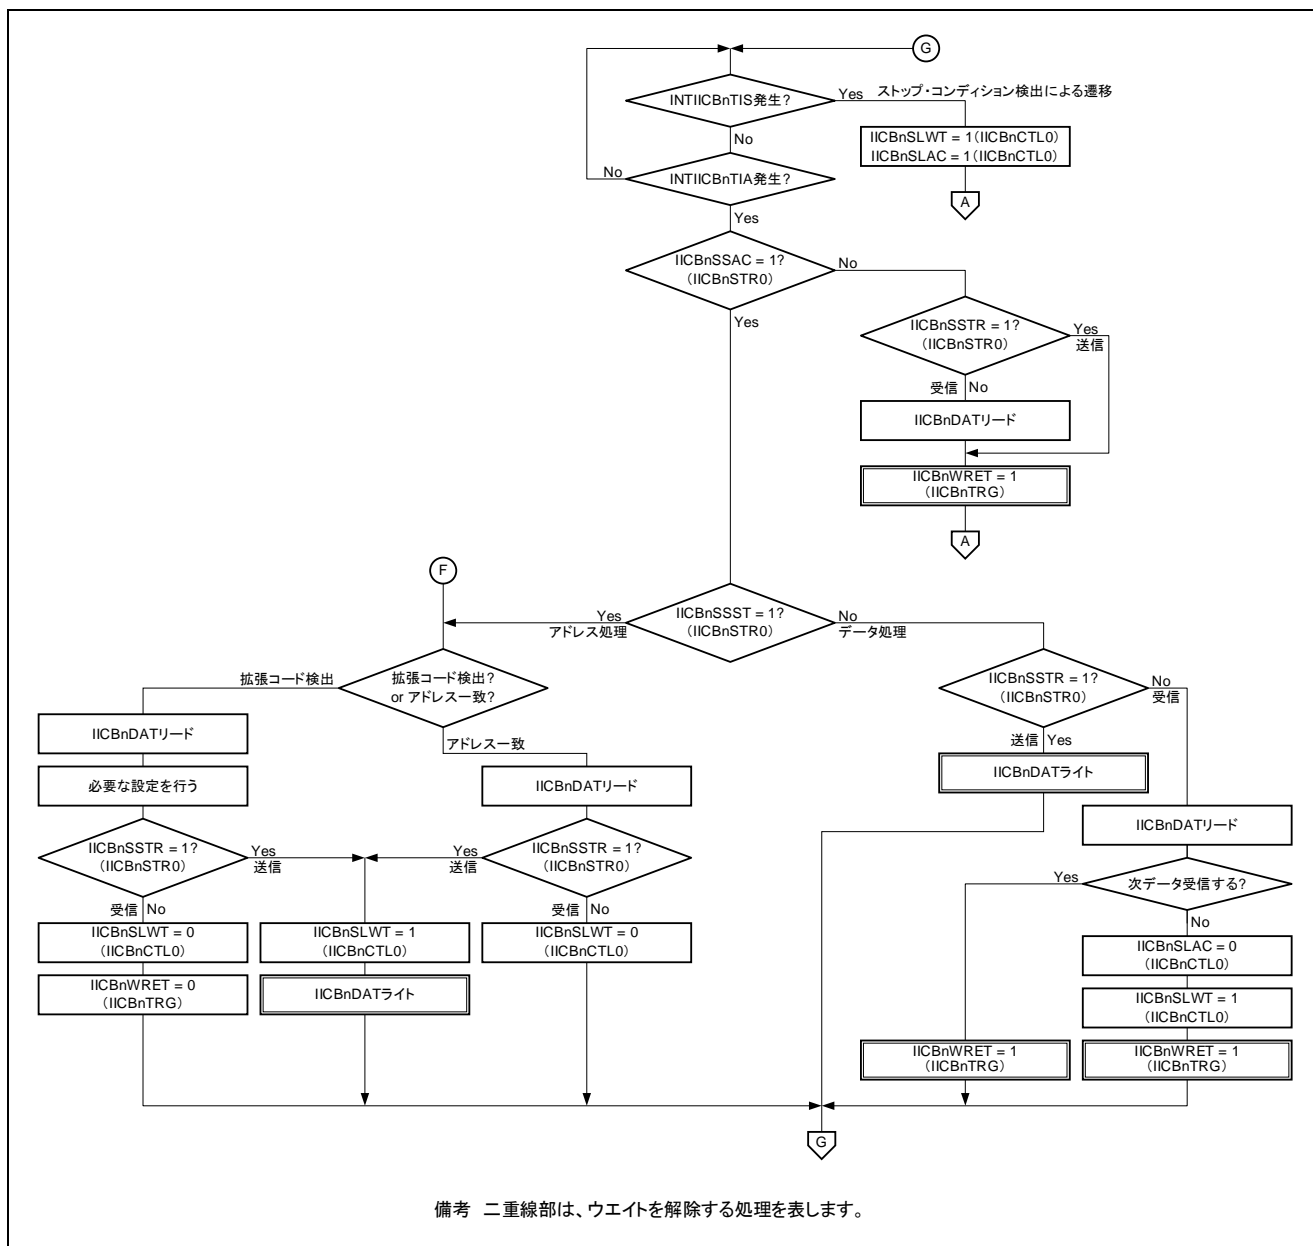 G
INTIICBnTIS発生?
Yes
ストップ・コンディション検出による遷移
No
IICBnSLWT = 1(IICBnCTL0)
IICBnSLAC = 1(IICBnCTL0)
No
INTIICBnTIA発生?
A
Yes
IICBnSSAC = 1?
(IICBnSTR0)
No
Yes
IICBnSSTR = 1?
(IICBnSTR0)
Yes
送信
受信 No
IICBnDATリード
IICBnWRET = 1
(IICBnTRG)
A
F
Yes
アドレス処理
IICBnSSST = 1?
(IICBnSTR0)
No
データ処理
拡張コード検出
拡張コード検出?
or アドレス一致?
IICBnSSTR = 1?
(IICBnSTR0)
No
受信
IICBnDATリード
アドレス一致
送信 Yes
必要な設定を行う
IICBnDATリード
IICBnDATライト
IICBnDATリード
IICBnSSTR = 1?
(IICBnSTR0)
Yes
送信
Yes
送信
IICBnSSTR = 1?
(IICBnSTR0)
Yes
次データ受信する?
受信 No
受信 No
No
IICBnSLWT = 0
(IICBnCTL0)
IICBnSLWT = 1
(IICBnCTL0)
IICBnSLWT = 0
(IICBnCTL0)
IICBnSLAC = 0
(IICBnCTL0)
IICBnWRET = 0
(IICBnTRG)
IICBnDATライト
IICBnSLWT = 1
(IICBnCTL0)
IICBnWRET = 1
(IICBnTRG)
IICBnWRET = 1
(IICBnTRG)
G
備考 二重線部は、ウエイトを解除する処理を表します。